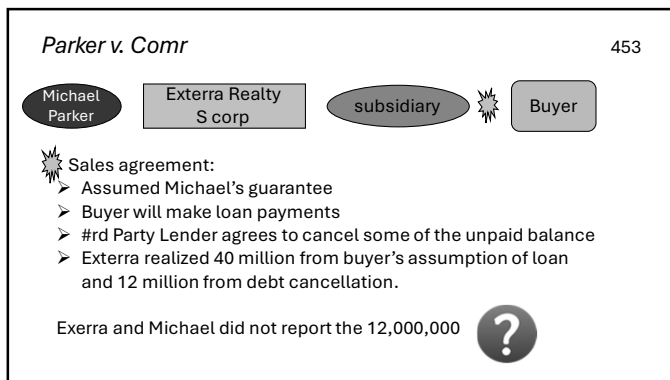 Parker v. Comr
453
Michael
Parker
Exterra Realty
S corp
subsidiary
Buyer
Sales agreement:
➢ Assumed Michael’s guarantee
➢ Buyer will make loan payments
➢ #rd Party Lender agrees to cancel some of the unpaid balance
➢ Exterra realized 40 million from buyer’s assumption of loan
and 12 million from debt cancellation.
Exerra and Michael did not report the 12,000,000
?